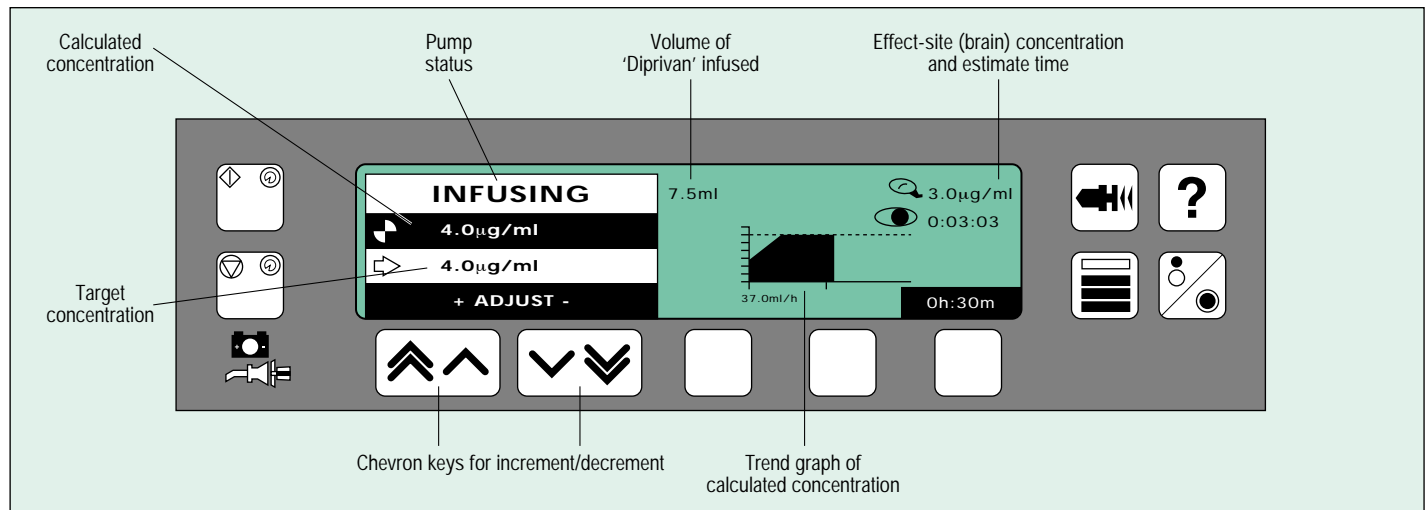 Calculated
concentration
Pump
status
Volume of
‘Diprivan’ infused
Effect-site (brain) concentration
and estimate time
INFUSING
4.0µg/ml
4.0µg/ml
+ ADJUST -
7.5ml
3.0µg/ml
0:03:03
37.0ml/h
0h:30m
?
Target
concentration
Chevron keys for increment/decrement
Trend graph of
calculated concentration